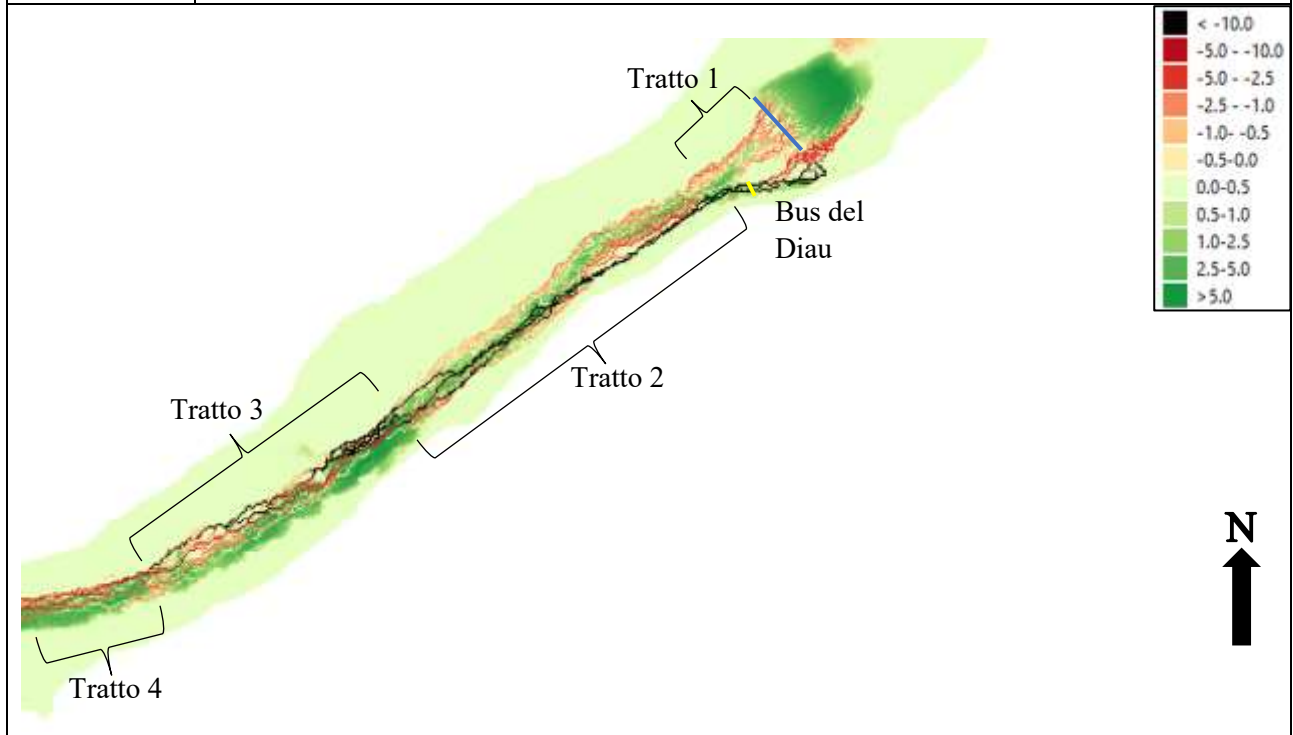 < -10.0
-5.0 - -10.0
-5.0 - -2.5
-2.5 - -1.0
-1.0- -0.5
-0.5-0.0
0.0-0.5
0.5-1.0
1.0-2.5
2.5-5.0
>5.0
Tratto 1
Bus del
Diau
Tratto 2
Tratto 3
N
Tratto 4